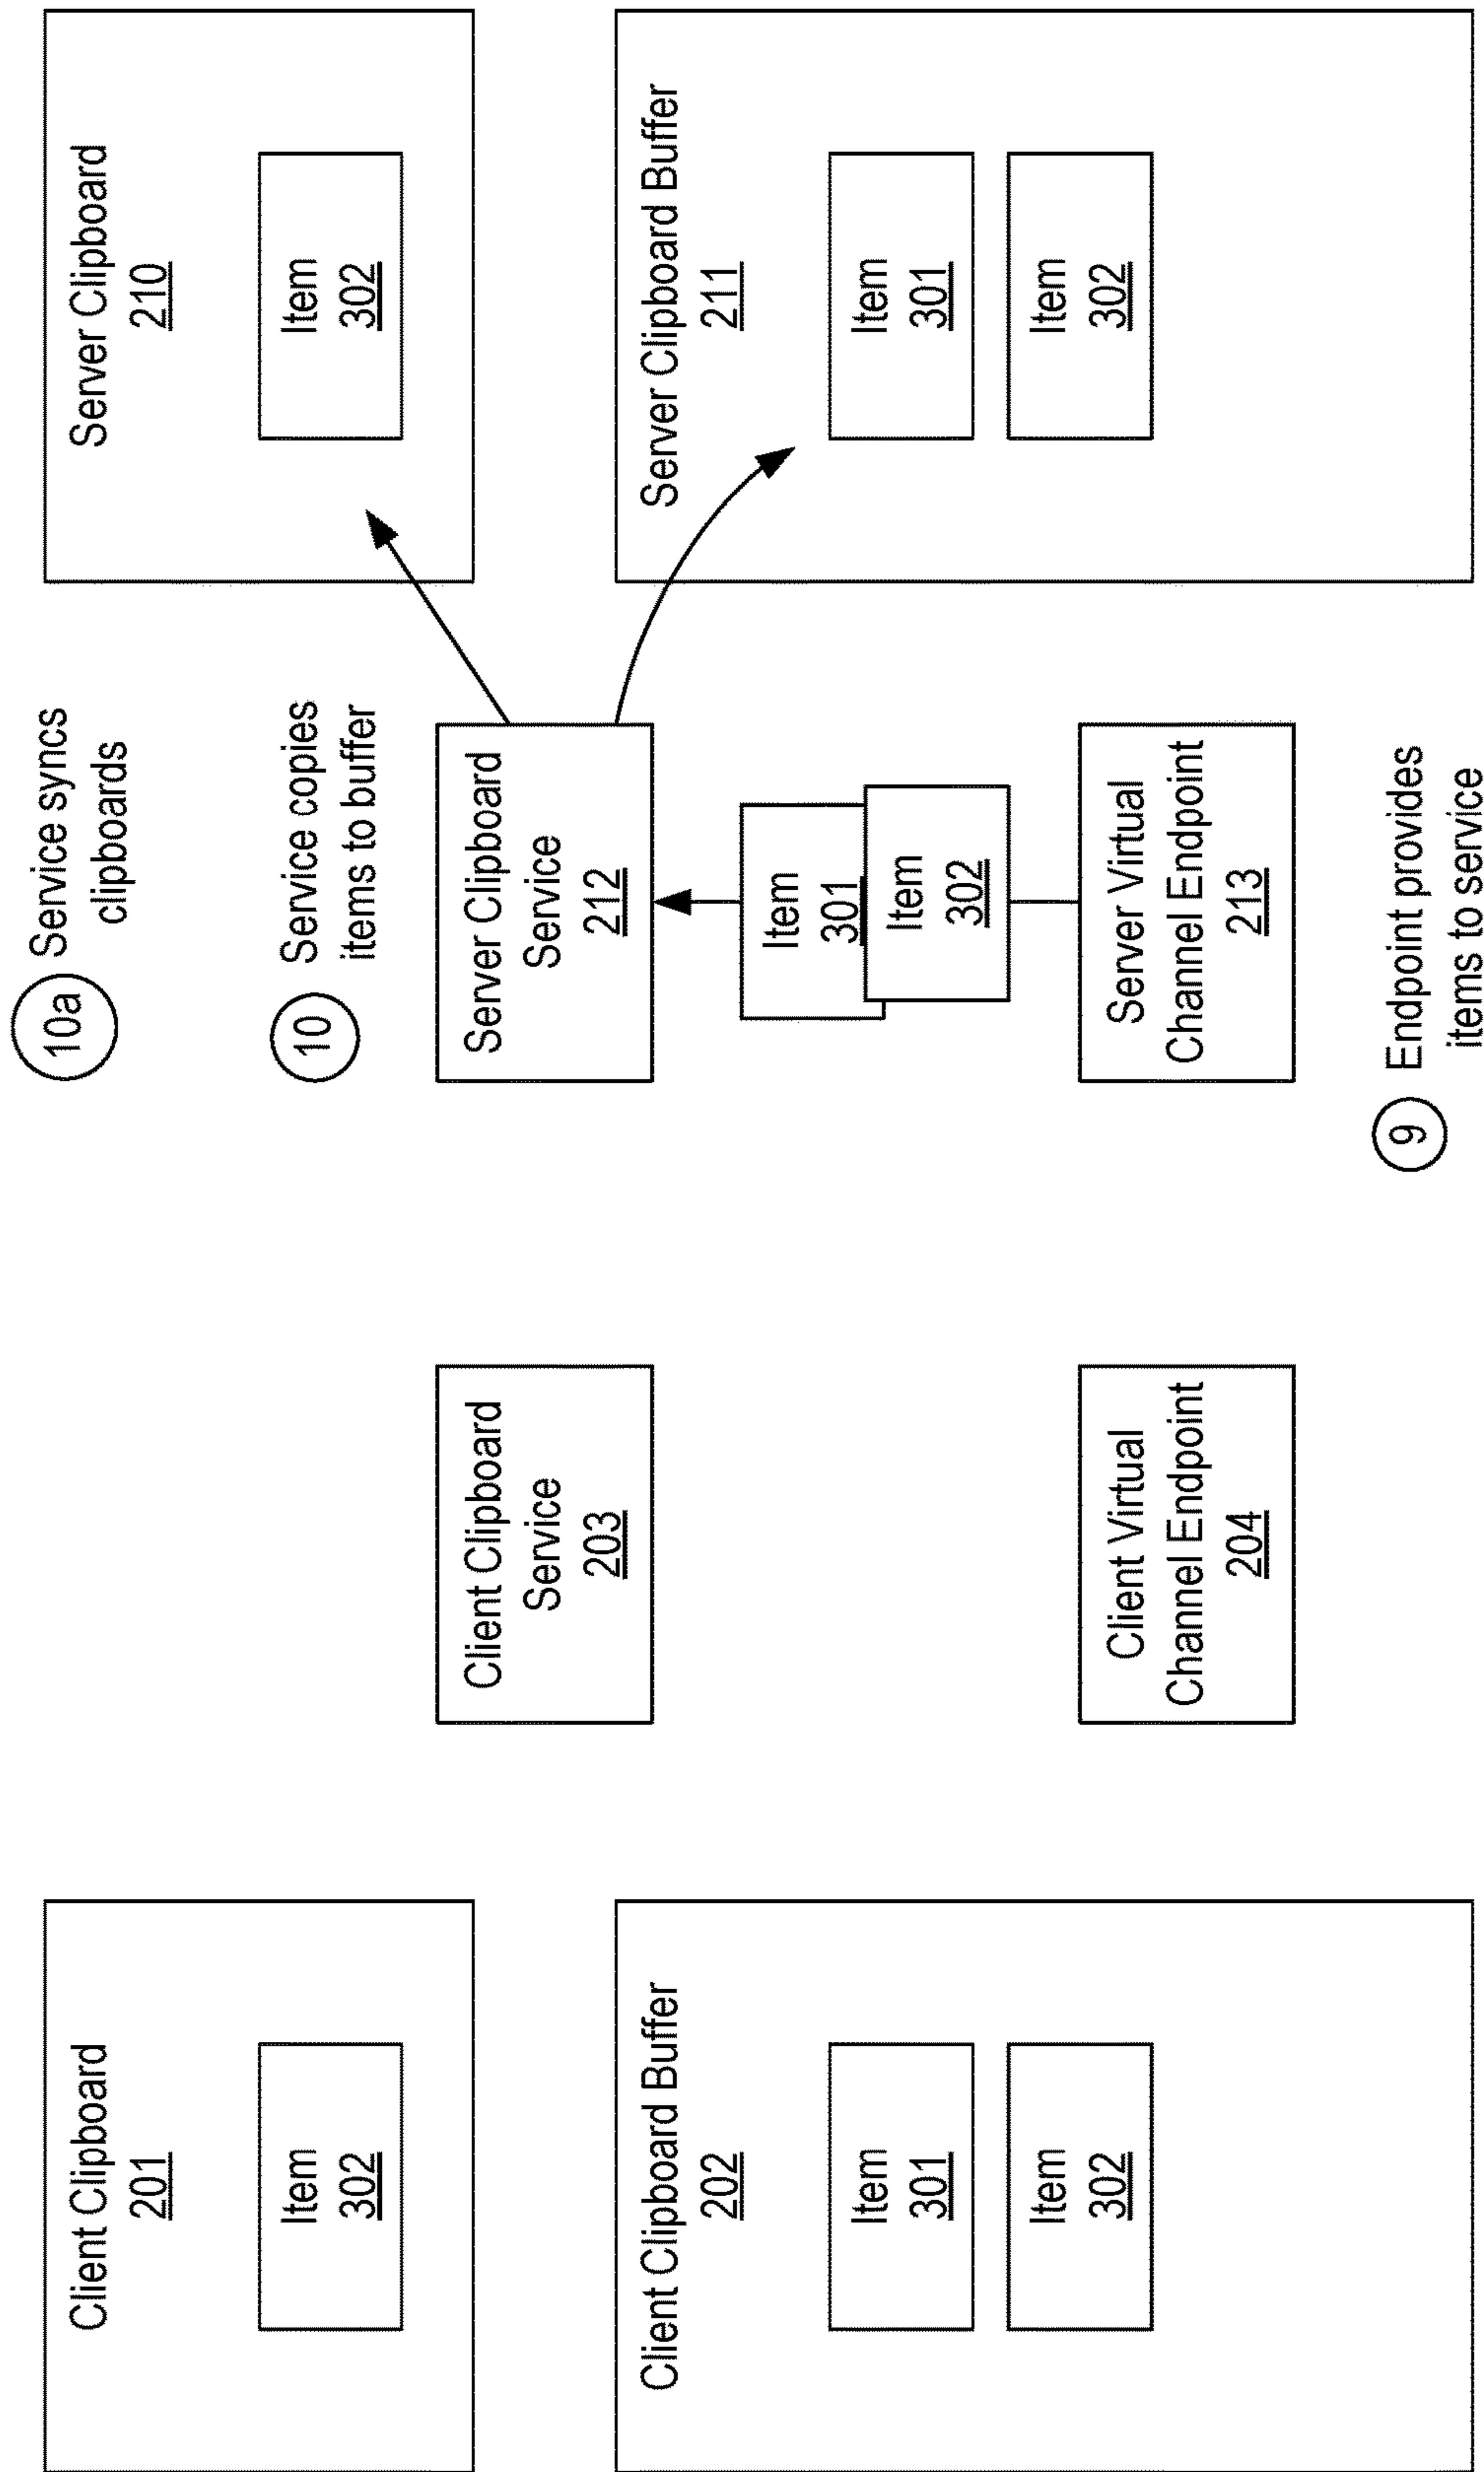 Client Clipboard
201
Item
302
Client Clipboard Buffer
202
Item
301
Item
302
Client Clipboard
Service
203
Client Virtual
Channel Endpoint
204
10a Service syncs
clipboards
10 Service copies
items to buffer
Server Clipboard
Service
212
Item
301
Item
302
Server Virtual
Channel Endpoint
213
9 Endpoint provides
items to service
Server Clipboard
210
Item
302
Server Clipboard Buffer
211
Item
301
Item
302